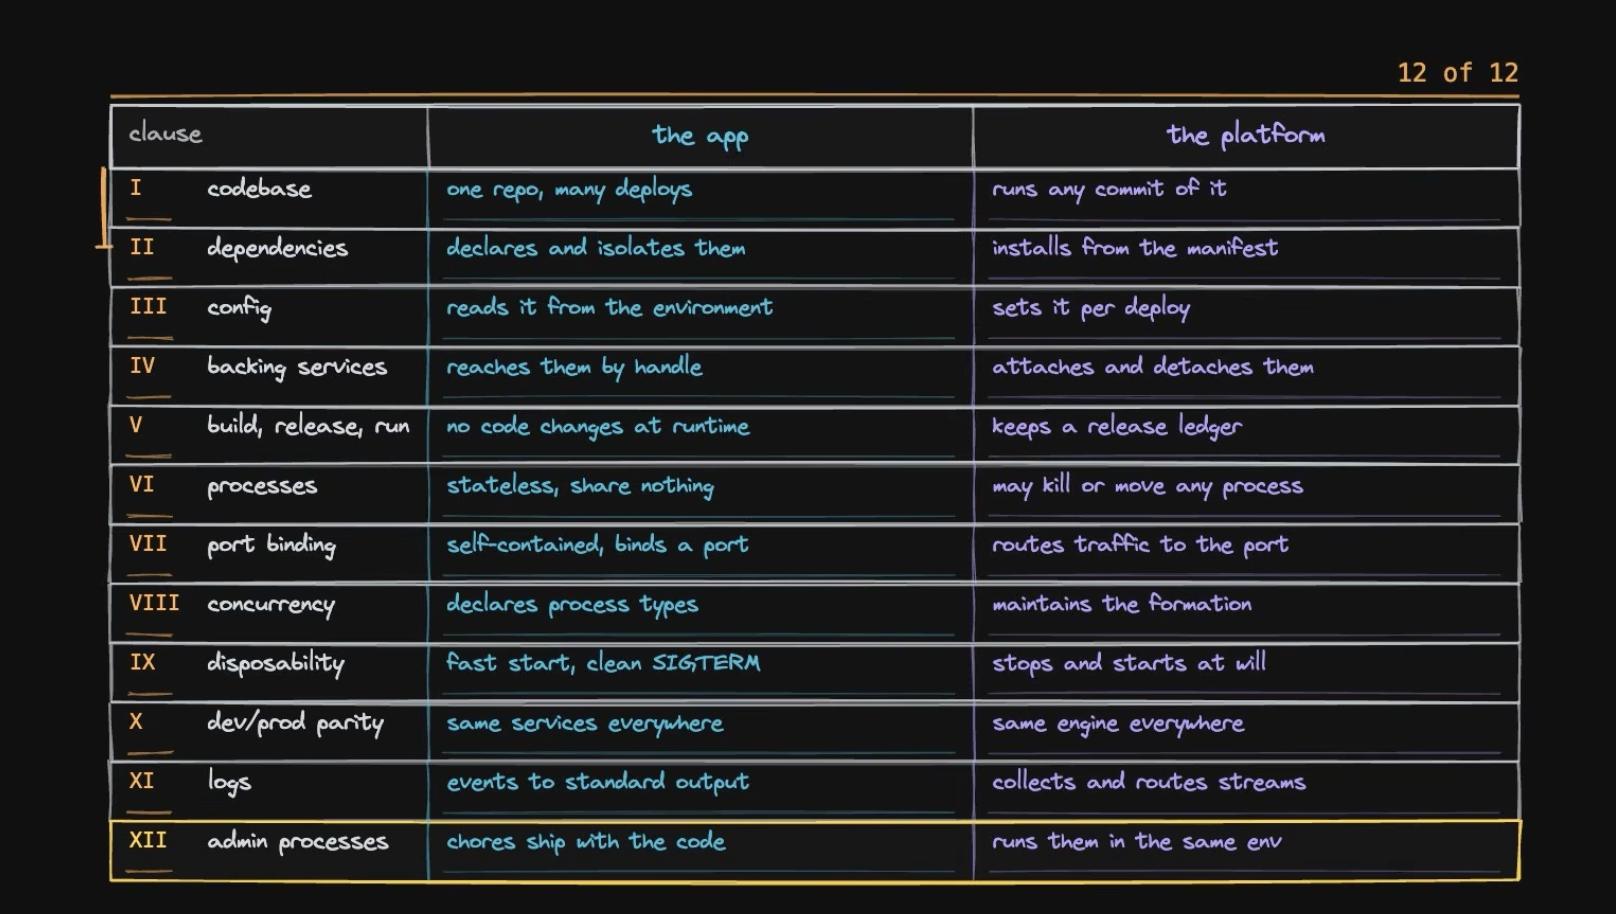 12 of 12
clause the app the platform
I codebase one repo, many deploys runs any commit of it
II dependencies declares and isolates them installs from the manifest
III config reads it from the environment sets it per deploy
IV backing services reaches them by handle attaches and detaches them
V build, release, run no code changes at runtime keeps a release ledger
VI processes stateless, share nothing may kill or move any process
VII port binding self-contained, binds a port routes traffic to the port
VIII concurrency declares process types maintains the formation
IX disposability fast start, clean SIGTERM stops and starts at will
X dev/prod parity same services everywhere same engine everywhere
XI logs events to standard output collects and routes streams
XII admin processes chores ship with the code runs them in the same env